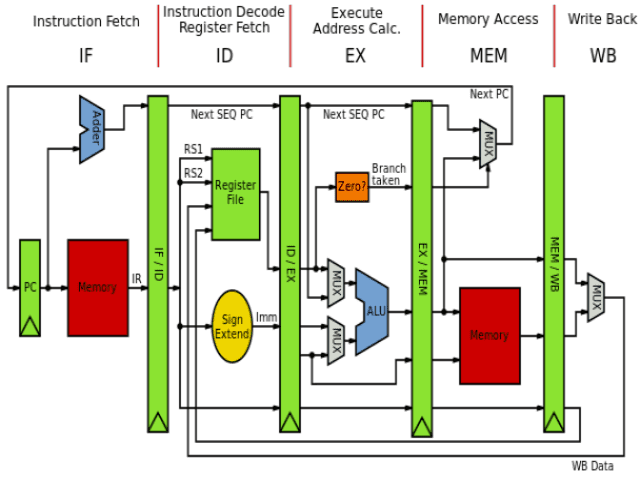 Instruction Fetch
IF
Instruction Decode
Register Fetch
ID
Execute
Address Calc.
EX
Memory Access
MEM
Write Back
WB
Next PC
Adder
Next SEQ PC
Next SEQ PC
MUX
RS1
RS2
Register
File
Branch
taken
Zero?
IF / ID
ID / EX
EX / MEM
MEM / WB
PC
Memory
IR
MUX
MUX
ALU
MUX
Sign
Extend
Imm
Memory
WB Data